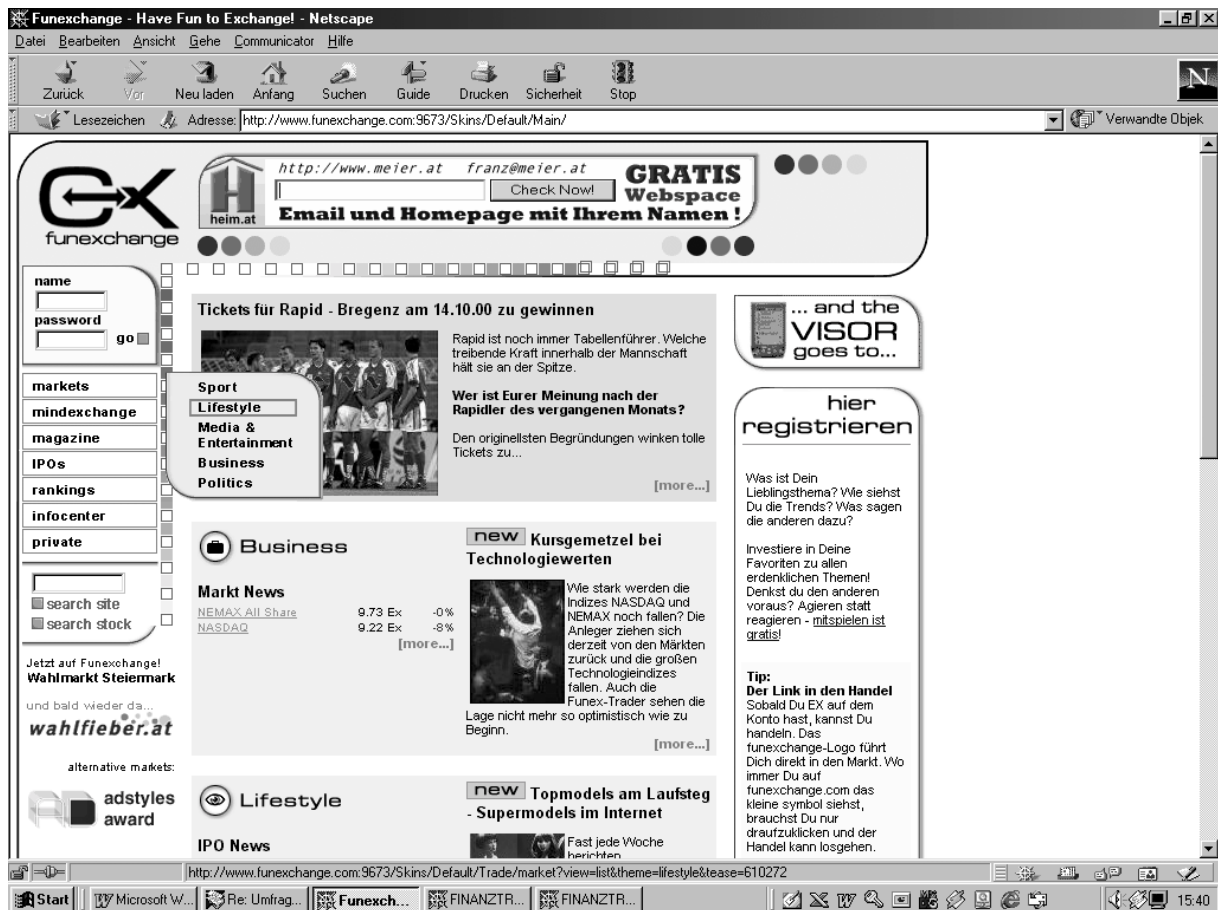 Funexchange - Have Fun to Exchange! - Netscape
Datei Bearbeiten Ansicht Gehe Communicator Hilfe
Zurück Vor Neu laden Anfang Suchen Guide Drucken Sicherheit Stop
N
Lesezeichen Adresse: http://www.funexchange.com:9673/Skins/Default/Main/ Verwandte Objek
funexchange
http://www.meier.at franz@meier.at
Check Now!
GRATIS
Webspace
heim.at
Email und Homepage mit Ihrem Namen !
name
password
go
markets
mindexchange
magazine
IPOs
rankings
infocenter
private
Sport
Lifestyle
Media &
Entertainment
Business
Politics
search site
search stock
Jetzt auf Funexchange!
Wahlmarkt Steiermark
und bald wieder da...
wahlfieber.at
alternative markets:
adstyles
award
Tickets für Rapid - Bregenz am 14.10.00 zu gewinnen
Rapid ist noch immer Tabellenführer. Welche
treibende Kraft innerhalb der Mannschaft
hält sie an der Spitze.
Wer ist Eurer Meinung nach der
Rapidler des vergangenen Monats?
Den originellsten Begründungen winken tolle
Tickets zu...
[more...]
Business
Markt News
NEMAX All Share 9.73 Ex -0%
NASDAQ 9.22 Ex -8%
[more...]
new Kursgemetzel bei
Technologiewerten
Wie stark werden die
Indizes NASDAQ und
NEMAX noch fallen? Die
Anleger ziehen sich
derzeit von den Märkten
zurück und die großen
Technologieindizes
fallen. Auch die
Funex-Trader sehen die
Lage nicht mehr so optimistisch wie zu
Beginn.
[more...]
Lifestyle
IPO News
new Topmodels am Laufsteg
- Supermodels im Internet
Fast jede Woche
berichten
... and the
VISOR
goes to...
hier
registrieren
Was ist Dein
Lieblingsthema? Wie siehst
Du die Trends? Was sagen
die anderen dazu?
Investiere in Deine
Favoriten zu allen
erdenklichen Themen!
Denkst du den anderen
voraus? Agieren statt
reagieren - mitspielen ist
gratis!
Tip:
Der Link in den Handel
Sobald Du EX auf dem
Konto hast, kannst Du
handeln. Das
funexchange-Logo führt
Dich direkt in den Markt. Wo
immer Du auf
funexchange.com das
kleine symbol siehst,
brauchst Du nur
draufzuklicken und der
Handel kann losgehen.
http://www.funexchange.com:9673/Skins/Default/Trade/market?view=list&theme=lifestyle&tease=610272
Start Microsoft W... Re: Umfrag... Funexch... FINANZTR... FINANZTR... 15:40